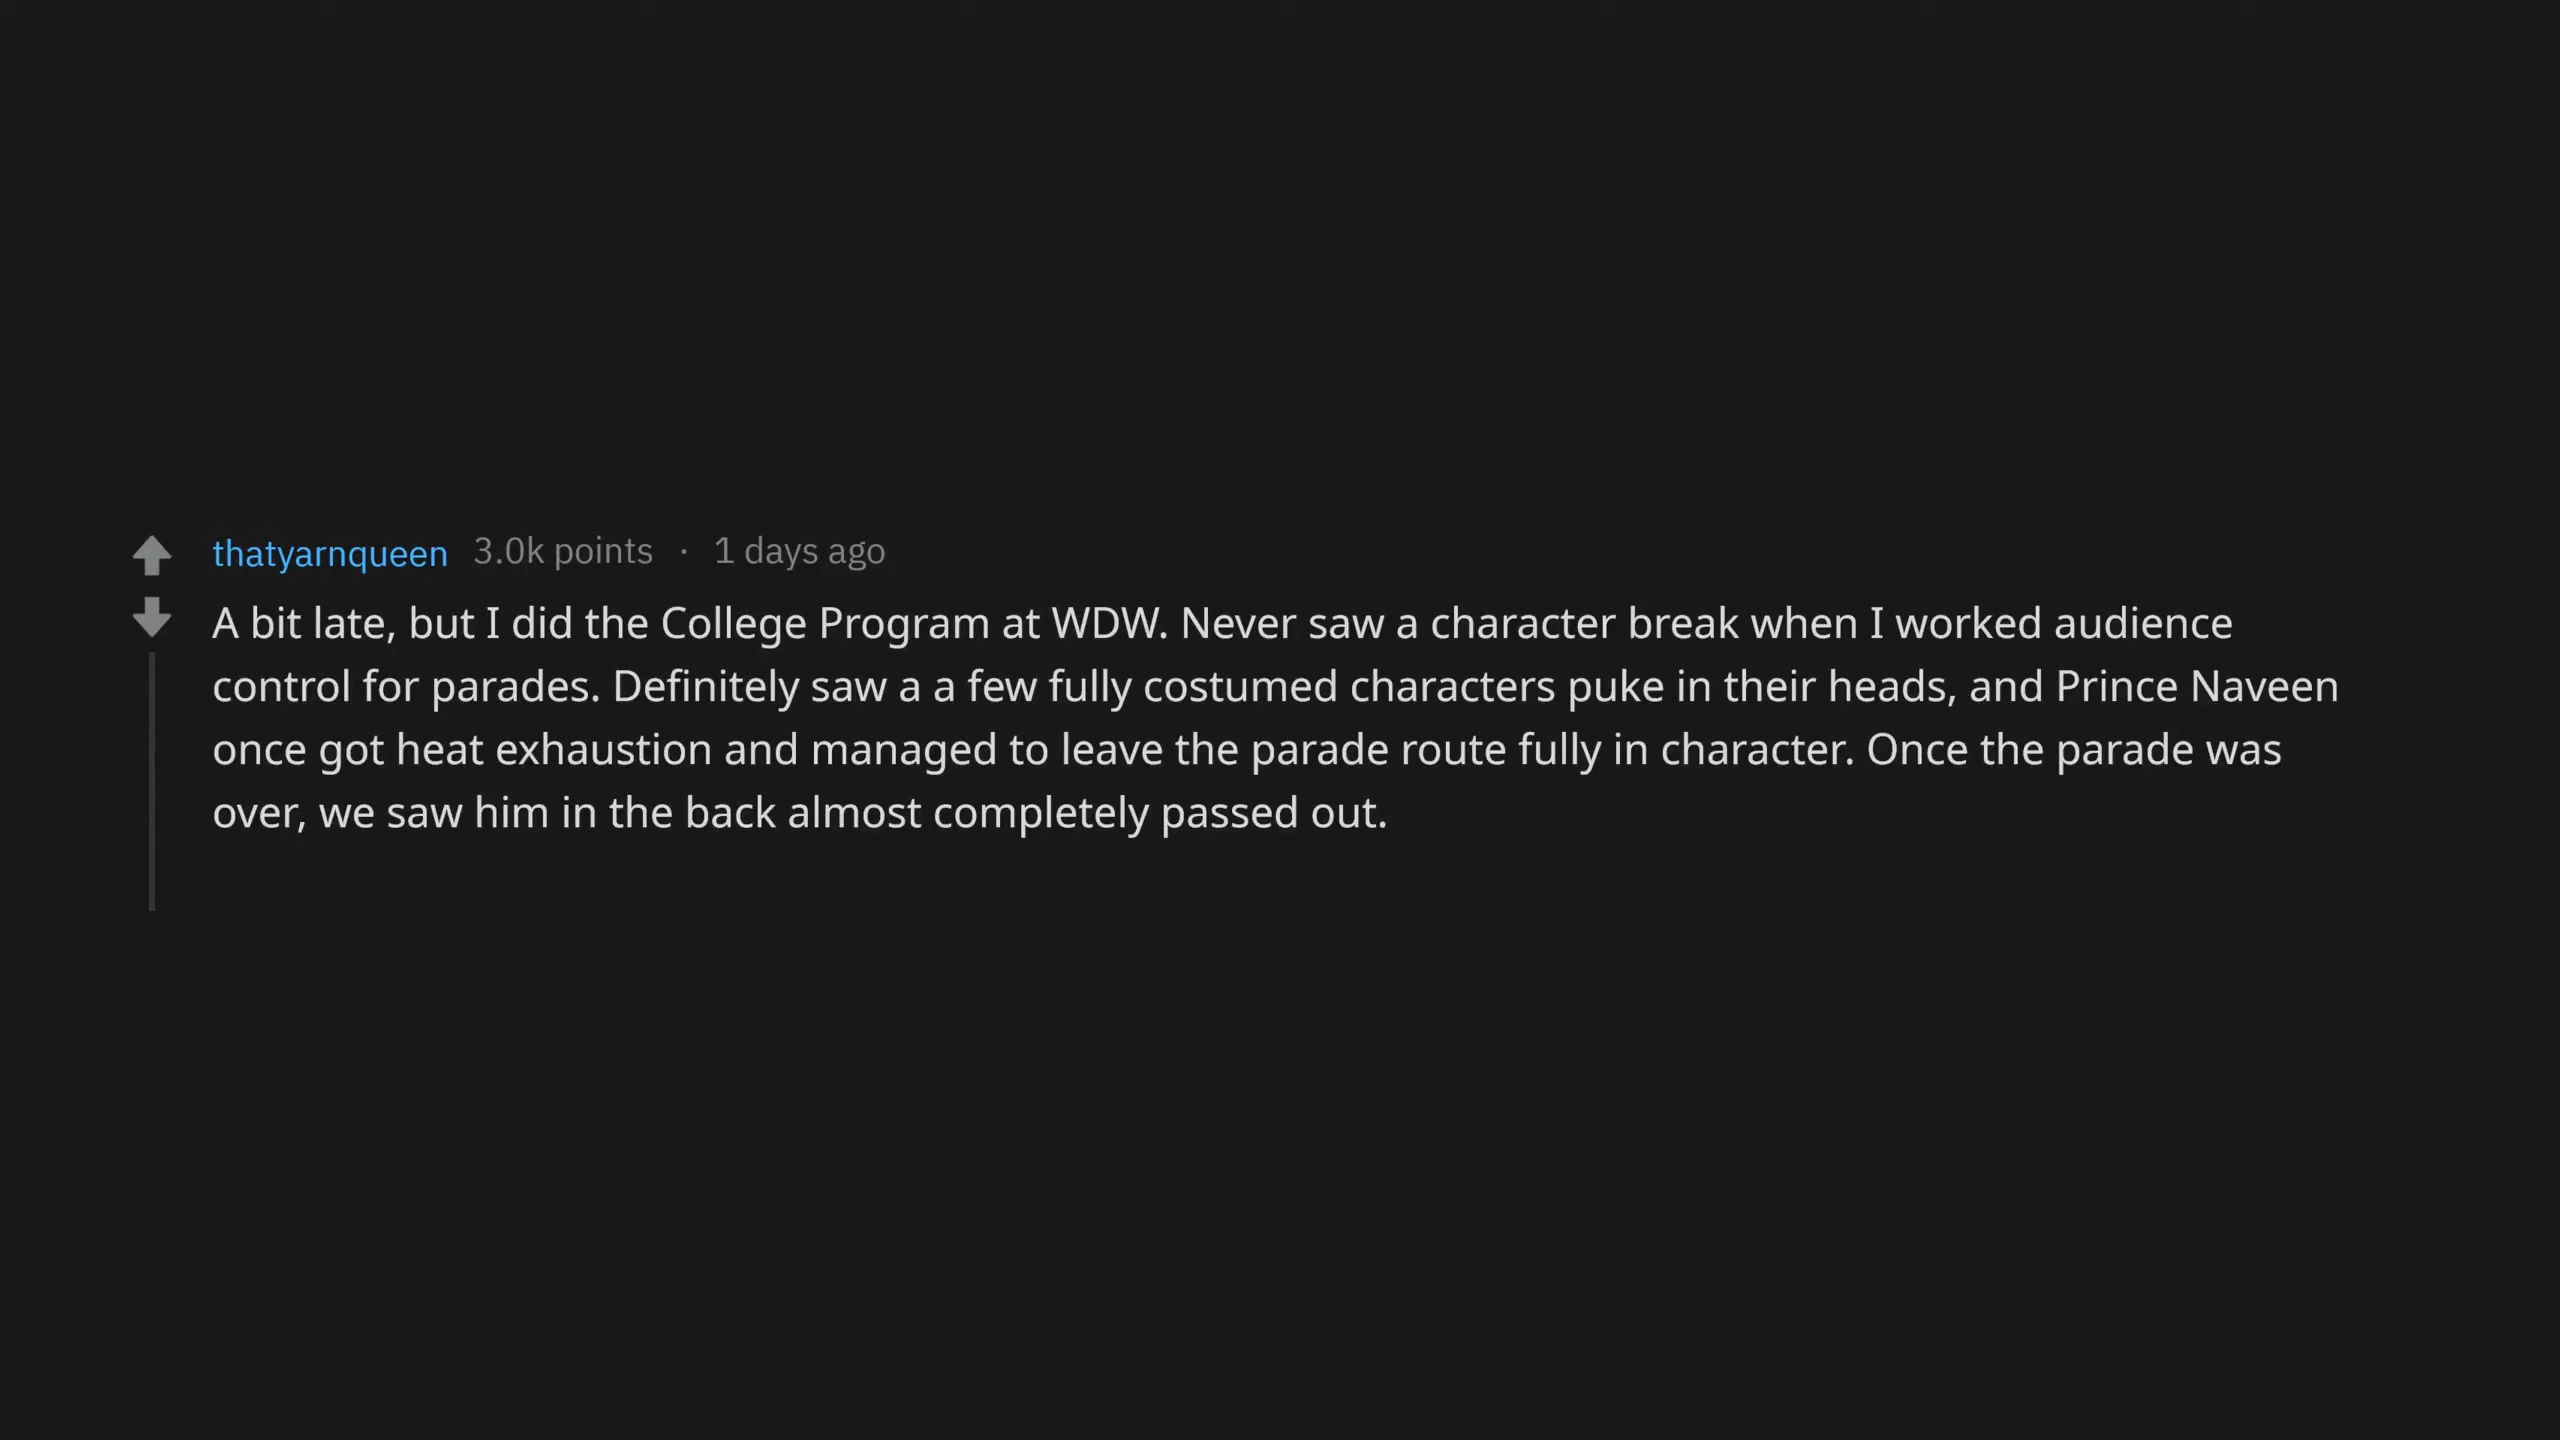 thatyarnqueen 3.0k points · 1 days ago
A bit late, but I did the College Program at WDW. Never saw a character break when I worked audience
control for parades. Definitely saw a a few fully costumed characters puke in their heads, and Prince Naveen
once got heat exhaustion and managed to leave the parade route fully in character. Once the parade was
over, we saw him in the back almost completely passed out.